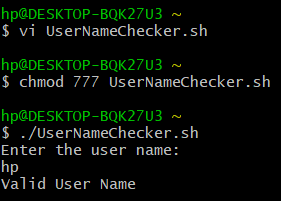 hp@DESKTOP-BQK27U3 ~
$ vi UserNameChecker.sh
hp@DESKTOP-BQK27U3 ~
$ chmod 777 UserNameChecker.sh
hp@DESKTOP-BQK27U3 ~
$ ./UserNameChecker.sh
Enter the user name:
hp
Valid User Name